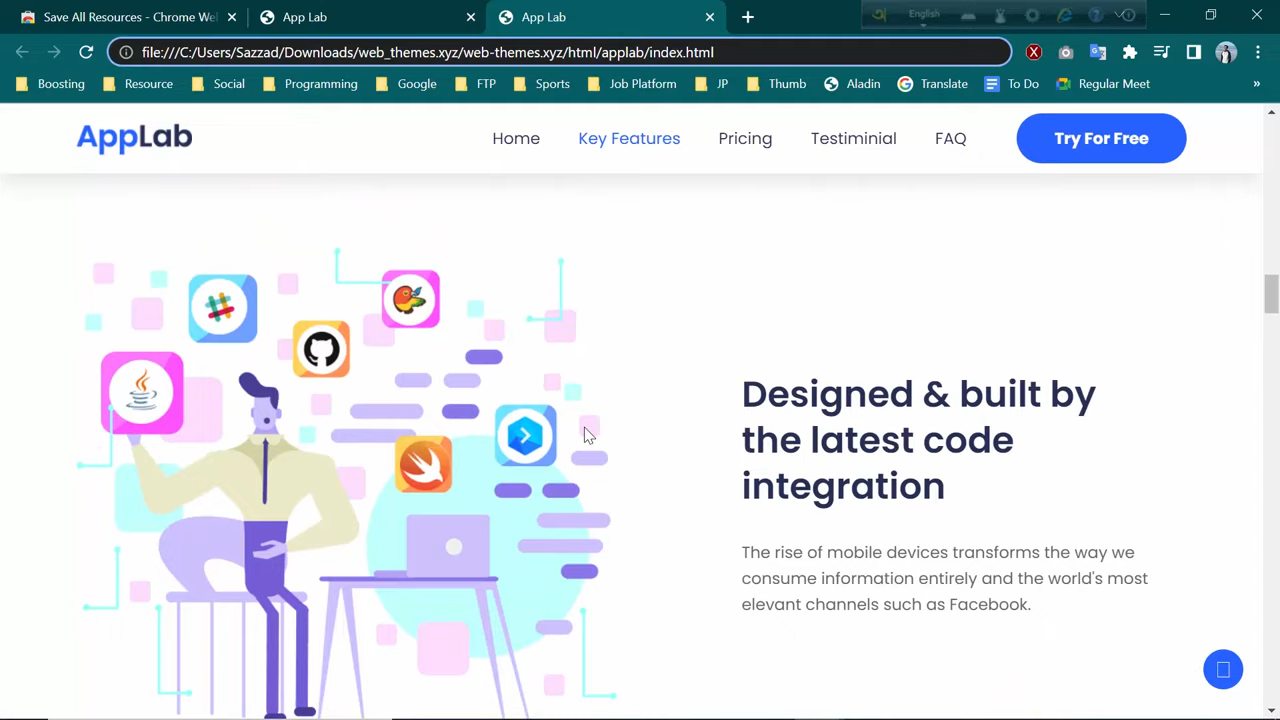 Save All Resources - Chrome Wel
App Lab
App Lab
English
file:///C:/Users/Sazzad/Downloads/web_themes.xyz/web-themes.xyz/html/applab/index.html
Boosting
Resource
Social
Programming
Google
FTP
Sports
Job Platform
JP
Thumb
Aladin
Translate
To Do
Regular Meet
»
AppLab
Home
Key Features
Pricing
Testiminial
FAQ
Try For Free
Designed & built by
the latest code
integration
The rise of mobile devices transforms the way we
consume information entirely and the world's most
elevant channels such as Facebook.